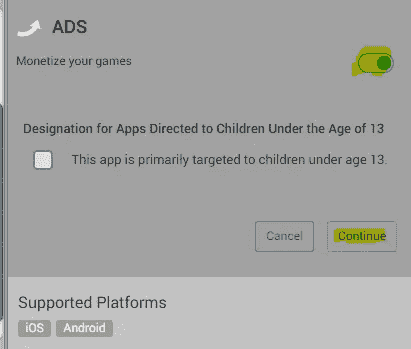 ADS
Monetize your games
Designation for Apps Directed to Children Under the Age of 13
This app is primarily targeted to children under age 13.
Cancel Continue
Supported Platforms
iOS Android